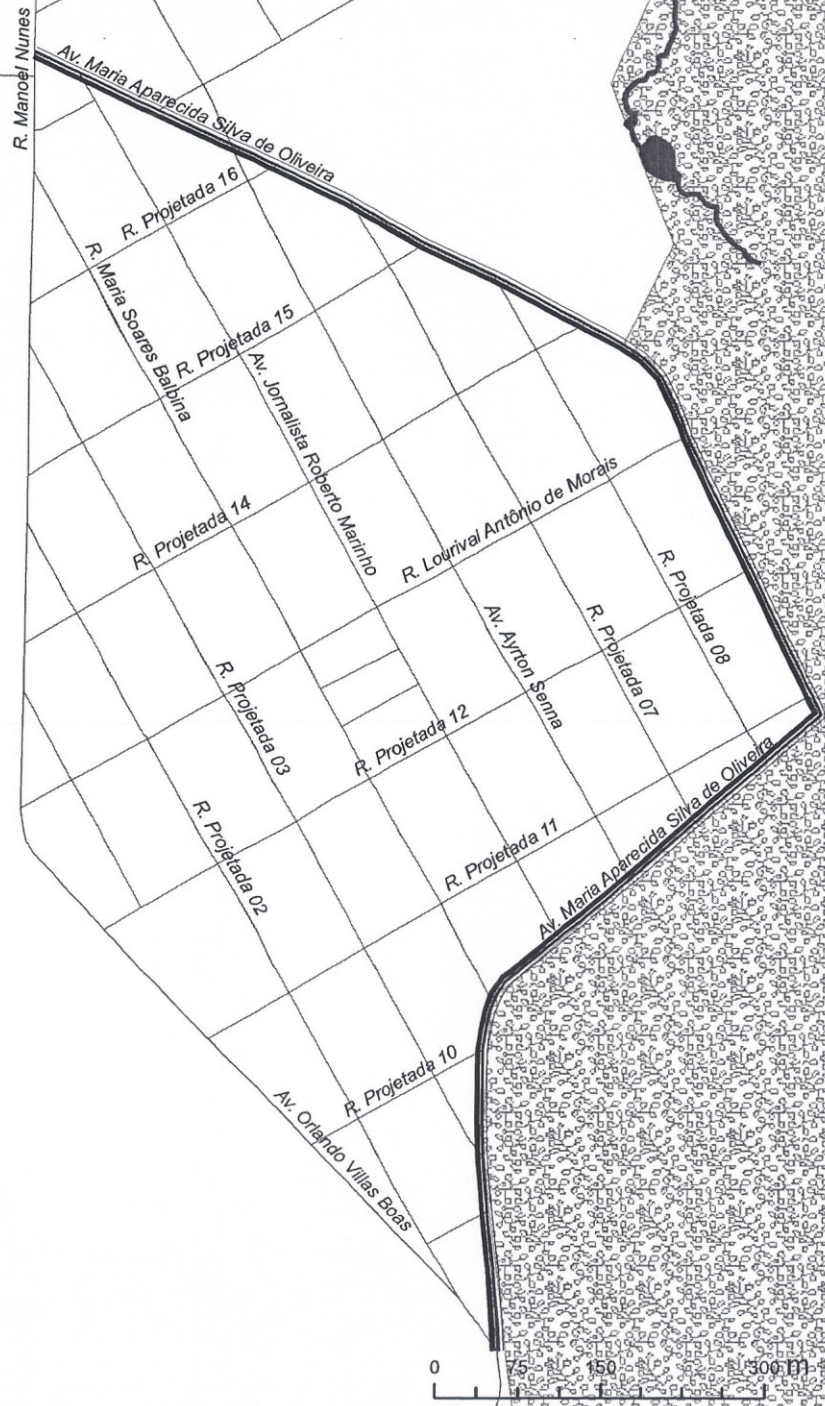 R. Manoel Nunes
Av. Maria Aparecida Silva de Oliveira
R. Projetada 16
R. Maria Soares Balbina
R. Projetada 15
Av. Jornalista Roberto Marinho
R. Projetada 14
R. Lourival Antônio de Morais
R. Projetada 08
R. Projetada 07
Av. Ayrton Senna
R. Projetada 03
R. Projetada 12
R. Projetada 02
R. Projetada 11
Av. Maria Aparecida Silva de Oliveira
R. Projetada 10
Av. Orlando Villas Boas
0 75 150 300 m